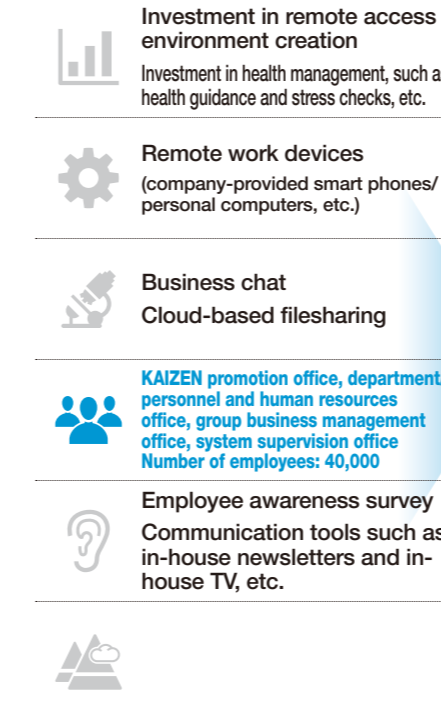 Investment in remote access
environment creation
Investment in health management, such a
health guidance and stress checks, etc.
Remote work devices
(company-provided smart phones/
personal computers, etc.)
Business chat
Cloud-based filesharing
KAIZEN promotion office, department,
personnel and human resources
office, group business management
office, system supervision office
Number of employees: 40,000
Employee awareness survey
Communication tools such as
in-house newsletters and in-
house TV, etc.